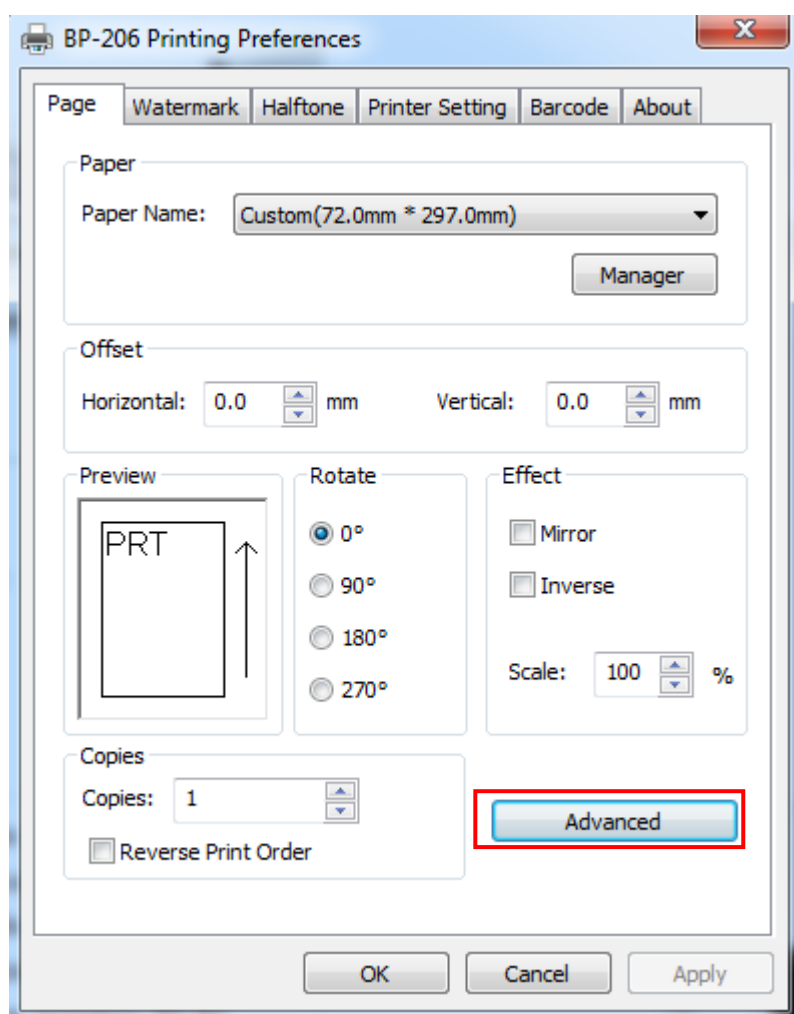 BP-206 Printing Preferences
Page Watermark Halftone Printer Setting Barcode About
Paper
Paper Name: Custom(72.0mm * 297.0mm)
Manager
Offset
Horizontal: 0.0 mm Vertical: 0.0 mm
Preview
PRT
Rotate
0°
90°
180°
270°
Effect
Mirror
Inverse
Scale: 100 %
Copies
Copies: 1
Reverse Print Order
Advanced
OK Cancel Apply